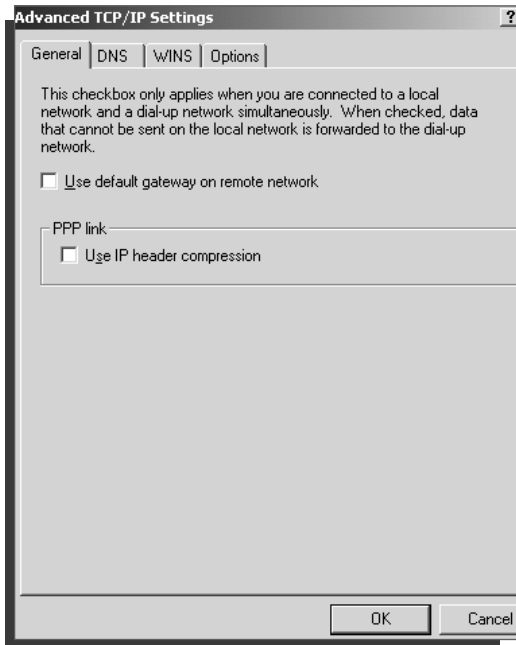 Advanced TCP/IP Settings ?
General DNS WINS Options
This checkbox only applies when you are connected to a local
network and a dial-up network simultaneously. When checked, data
that cannot be sent on the local network is forwarded to the dial-up
network.
Use default gateway on remote network
PPP link
Use IP header compression
OK Cancel